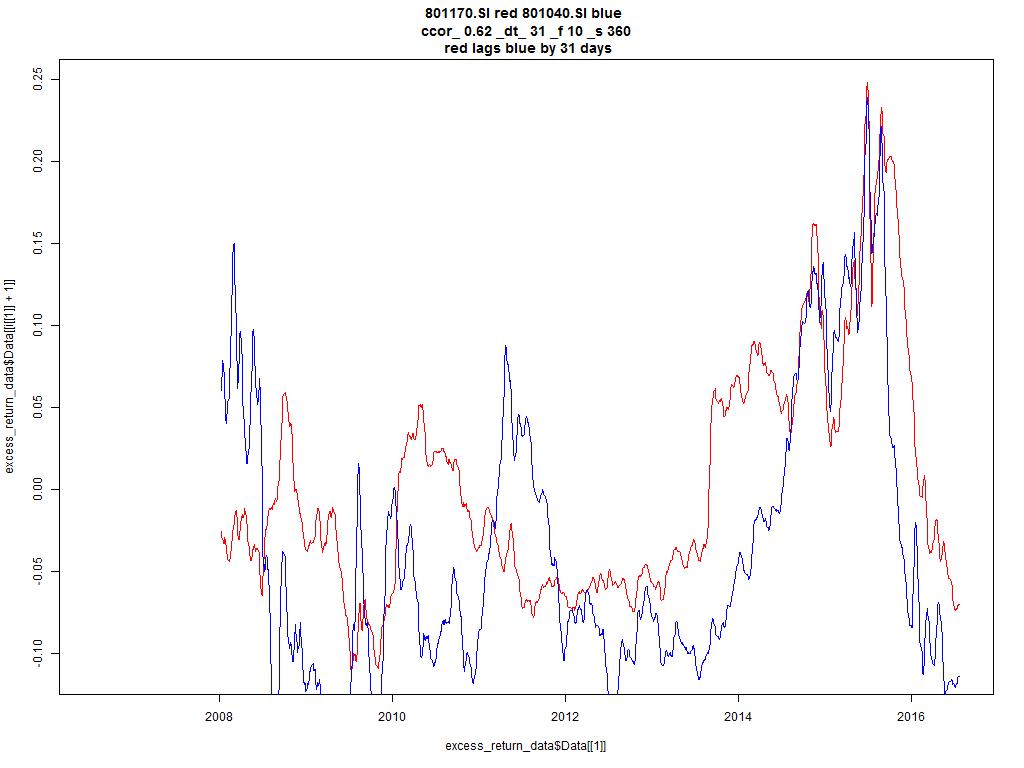 801170.SI red 801040.SI blue
ccor_ 0.62 _dt_ 31 _f 10 _s 360
red lags blue by 31 days
excess_return_data$Data[[i[[1]] + 1]]
0.25
0.20
0.15
0.10
0.05
0.00
-0.05
-0.10
2008 2010 2012 2014 2016
excess_return_data$Data[[1]]